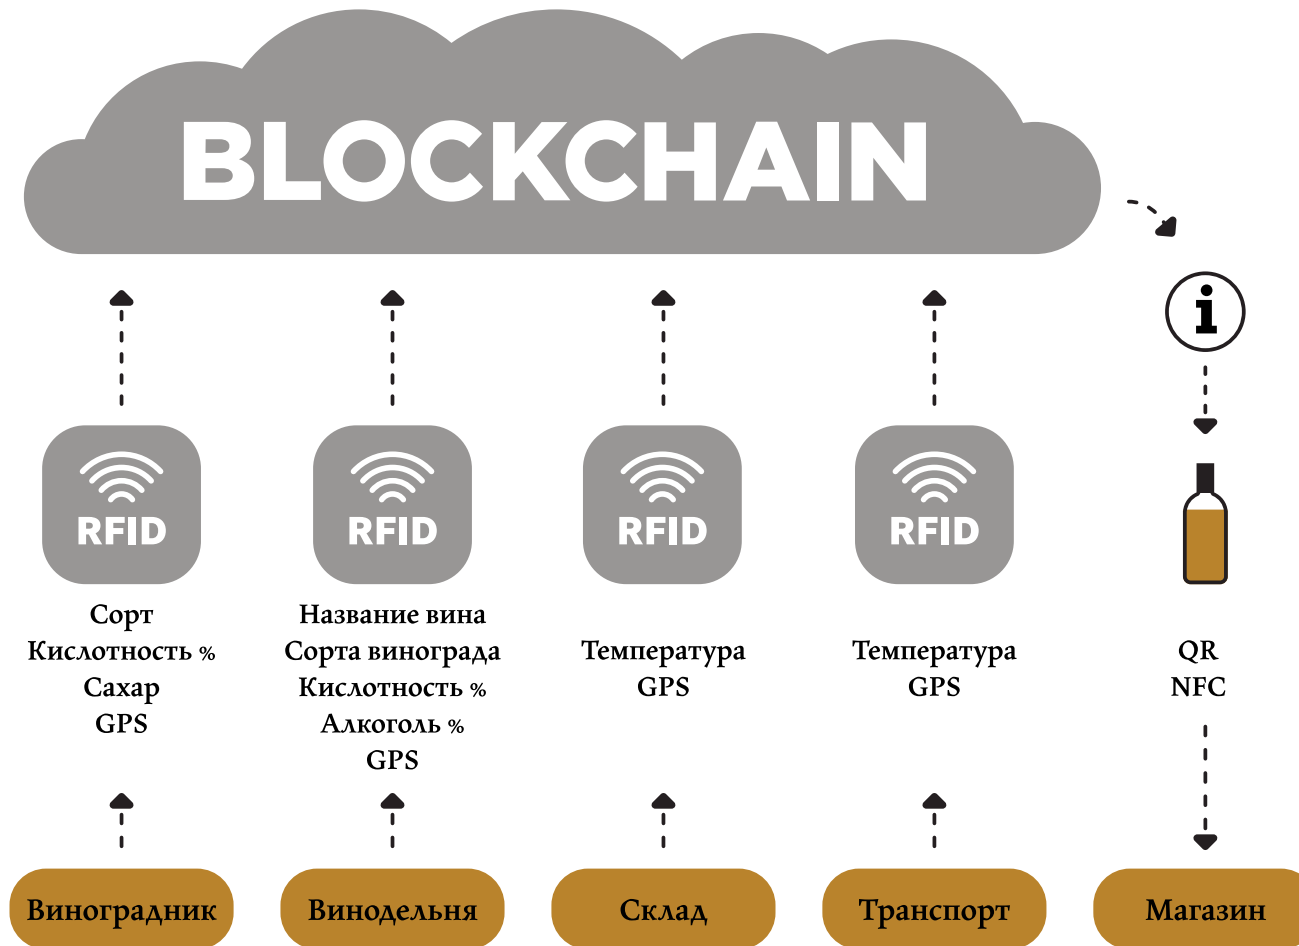 BLOCKCHAIN
i
RFID
RFID
RFID
RFID
Сорт
Кислотность %
Сахар
GPS
Название вина
Сорта винограда
Кислотность %
Алкоголь %
GPS
Температура
GPS
Температура
GPS
QR
NFC
Виноградник
Винодельня
Склад
Транспорт
Магазин